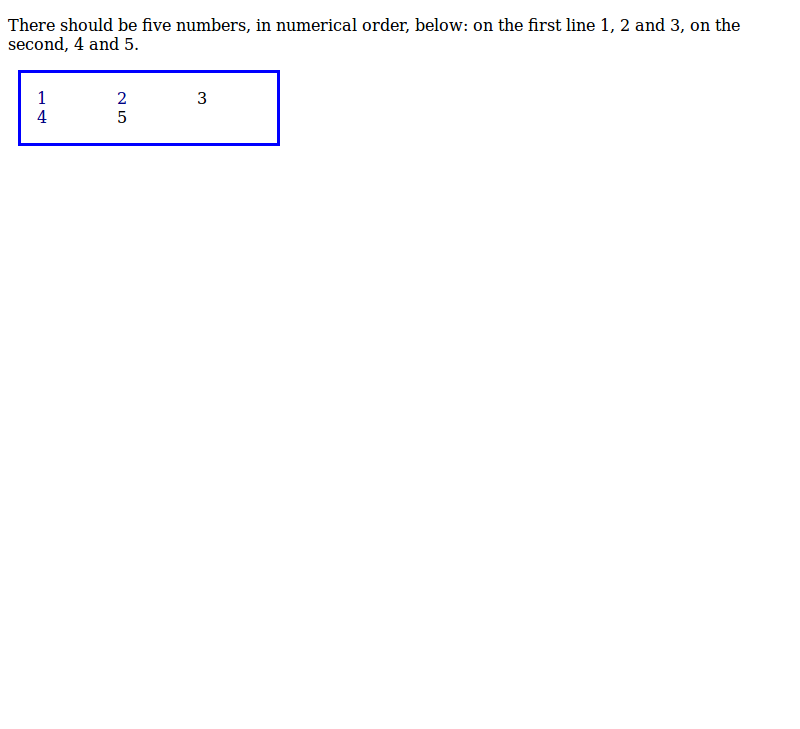 There should be five numbers, in numerical order, below: on the first line 1, 2 and 3, on the
second, 4 and 5.
1 2 3
4 5